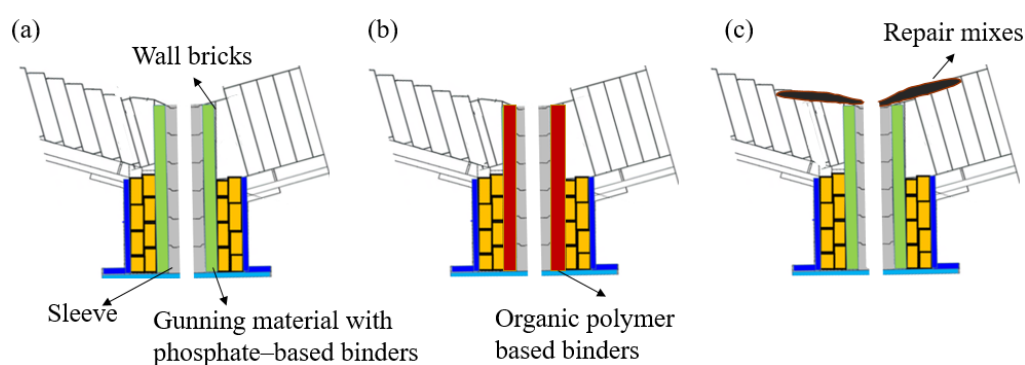 (a)
Wall bricks
Sleeve
Gunning material with
phosphate–based binders
(b)
Organic polymer
based binders
(c)
Repair mixes